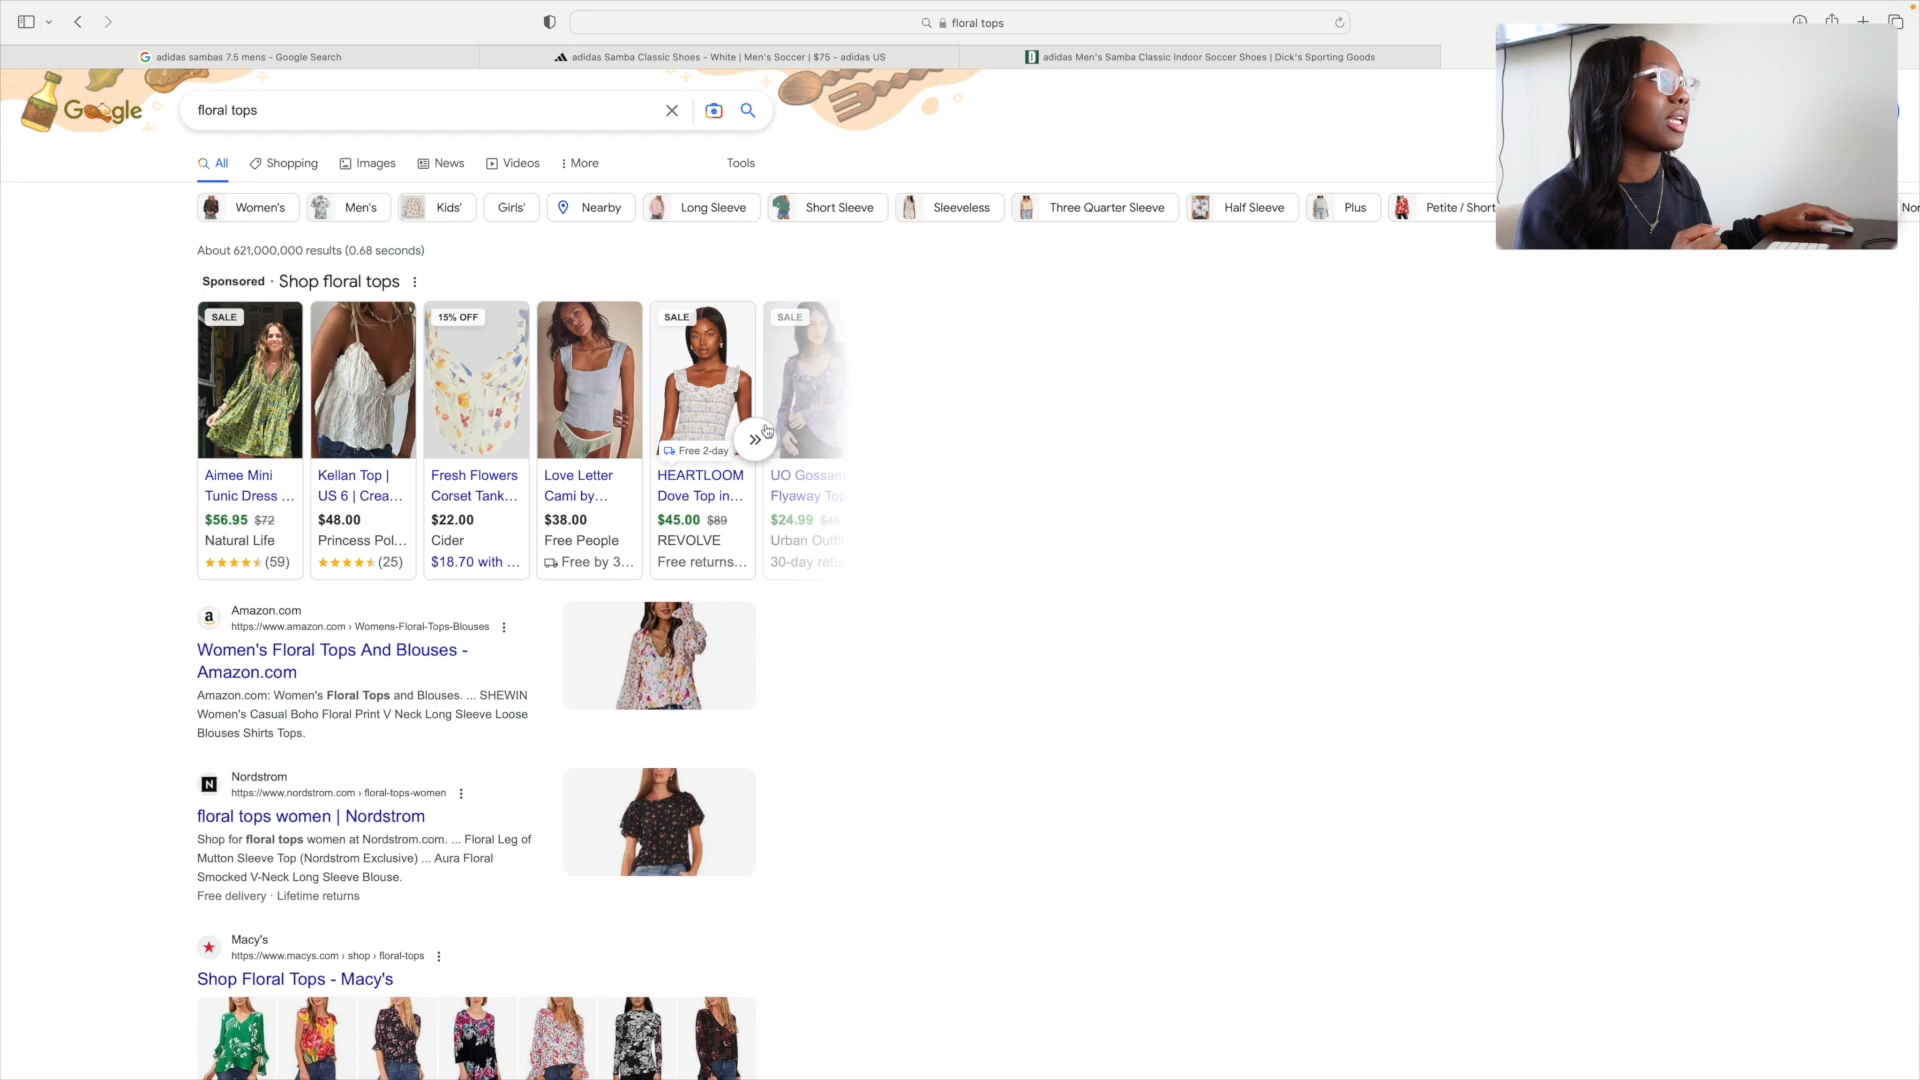 floral tops
adidas sambas 7.5 mens - Google Search
adidas Samba Classic Shoes - White | Men's Soccer | $75 - adidas US
adidas Men's Samba Classic Indoor Soccer Shoes | Dick's Sporting Goods
Google
floral tops
All
Shopping
Images
News
Videos
More
Tools
Women's
Men's
Kids'
Girls'
Nearby
Long Sleeve
Short Sleeve
Sleeveless
Three Quarter Sleeve
Half Sleeve
Plus
Petite / Short
Nor
About 621,000,000 results (0.68 seconds)
Sponsored · Shop floral tops
SALE
Aimee Mini
Tunic Dress ...
$56.95 $72
Natural Life
(59)
Kellan Top |
US 6 | Crea...
$48.00
Princess Pol...
(25)
15% OFF
Fresh Flowers
Corset Tank...
$22.00
Cider
$18.70 with ...
Love Letter
Cami by...
$38.00
Free People
Free by 3...
SALE
Free 2-day
HEARTLOOM
Dove Top in...
$45.00 $89
REVOLVE
Free returns...
SALE
UO Gossam
Flyaway Top
$24.99
Urban Outfi
30-day retu
Amazon.com
https://www.amazon.com › Womens-Floral-Tops-Blouses
Women's Floral Tops And Blouses -
Amazon.com
Amazon.com: Women's Floral Tops and Blouses. ... SHEWIN
Women's Casual Boho Floral Print V Neck Long Sleeve Loose
Blouses Shirts Tops.
Nordstrom
https://www.nordstrom.com › floral-tops-women
floral tops women | Nordstrom
Shop for floral tops women at Nordstrom.com. ... Floral Leg of
Mutton Sleeve Top (Nordstrom Exclusive) ... Aura Floral
Smocked V-Neck Long Sleeve Blouse.
Free delivery · Lifetime returns
Macy's
https://www.macys.com › shop › floral-tops
Shop Floral Tops - Macy's